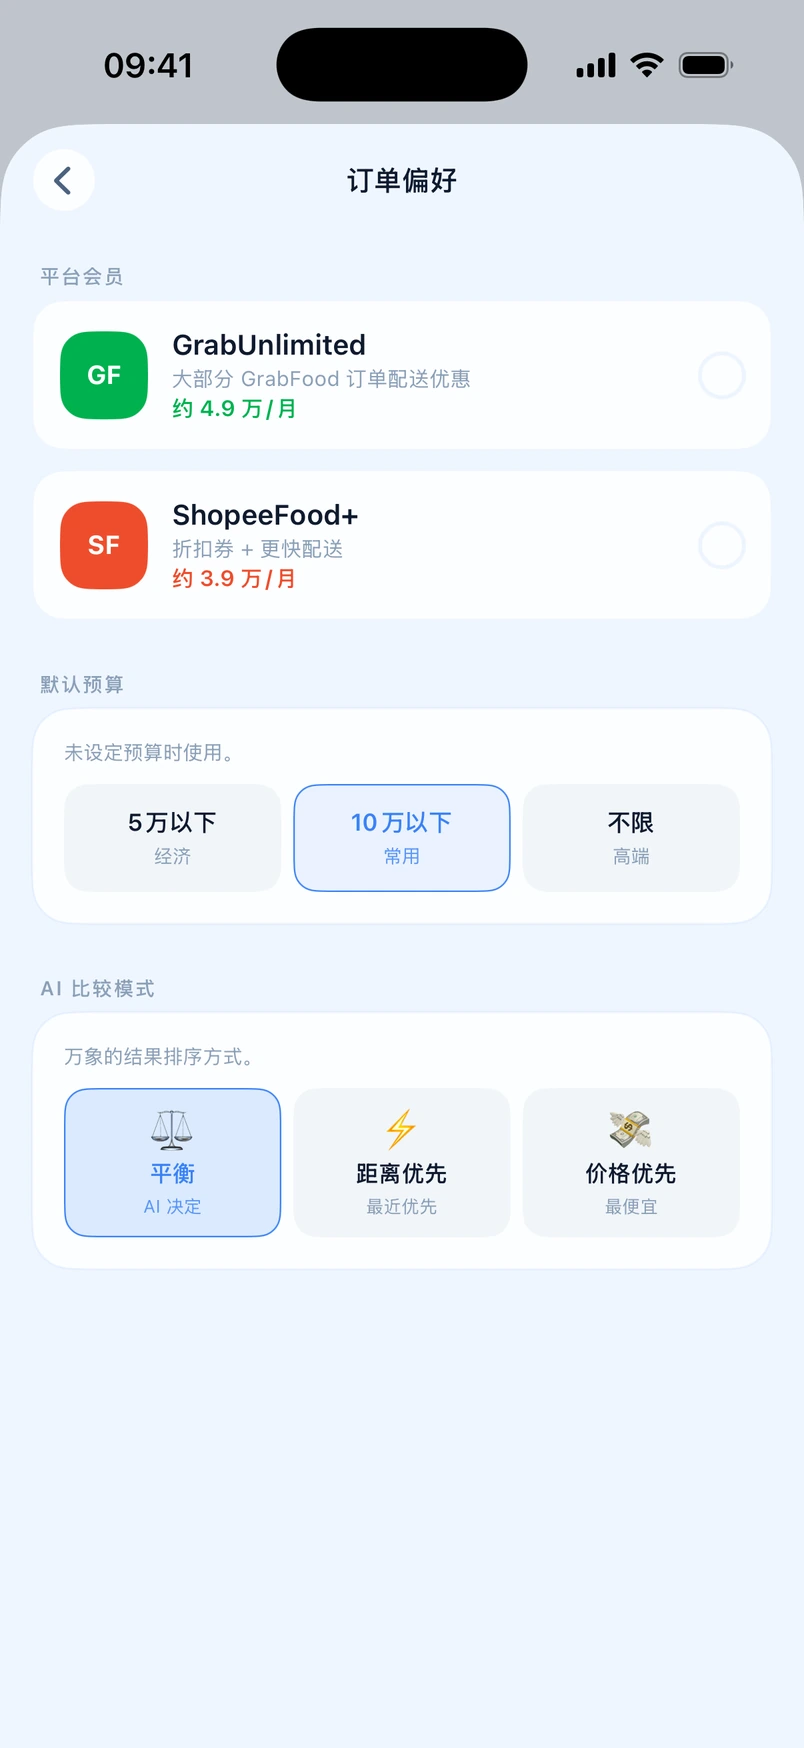 09:41
订单偏好
平台会员
GF
GrabUnlimited
大部分 GrabFood 订单配送优惠
约 4.9 万/月
SF
ShopeeFood+
折扣券 + 更快配送
约 3.9 万/月
默认预算
未设定预算时使用。
5万以下
经济
10万以下
常用
不限
高端
AI 比较模式
万象的结果排序方式。
平衡
AI 决定
距离优先
最近优先
价格优先
最便宜